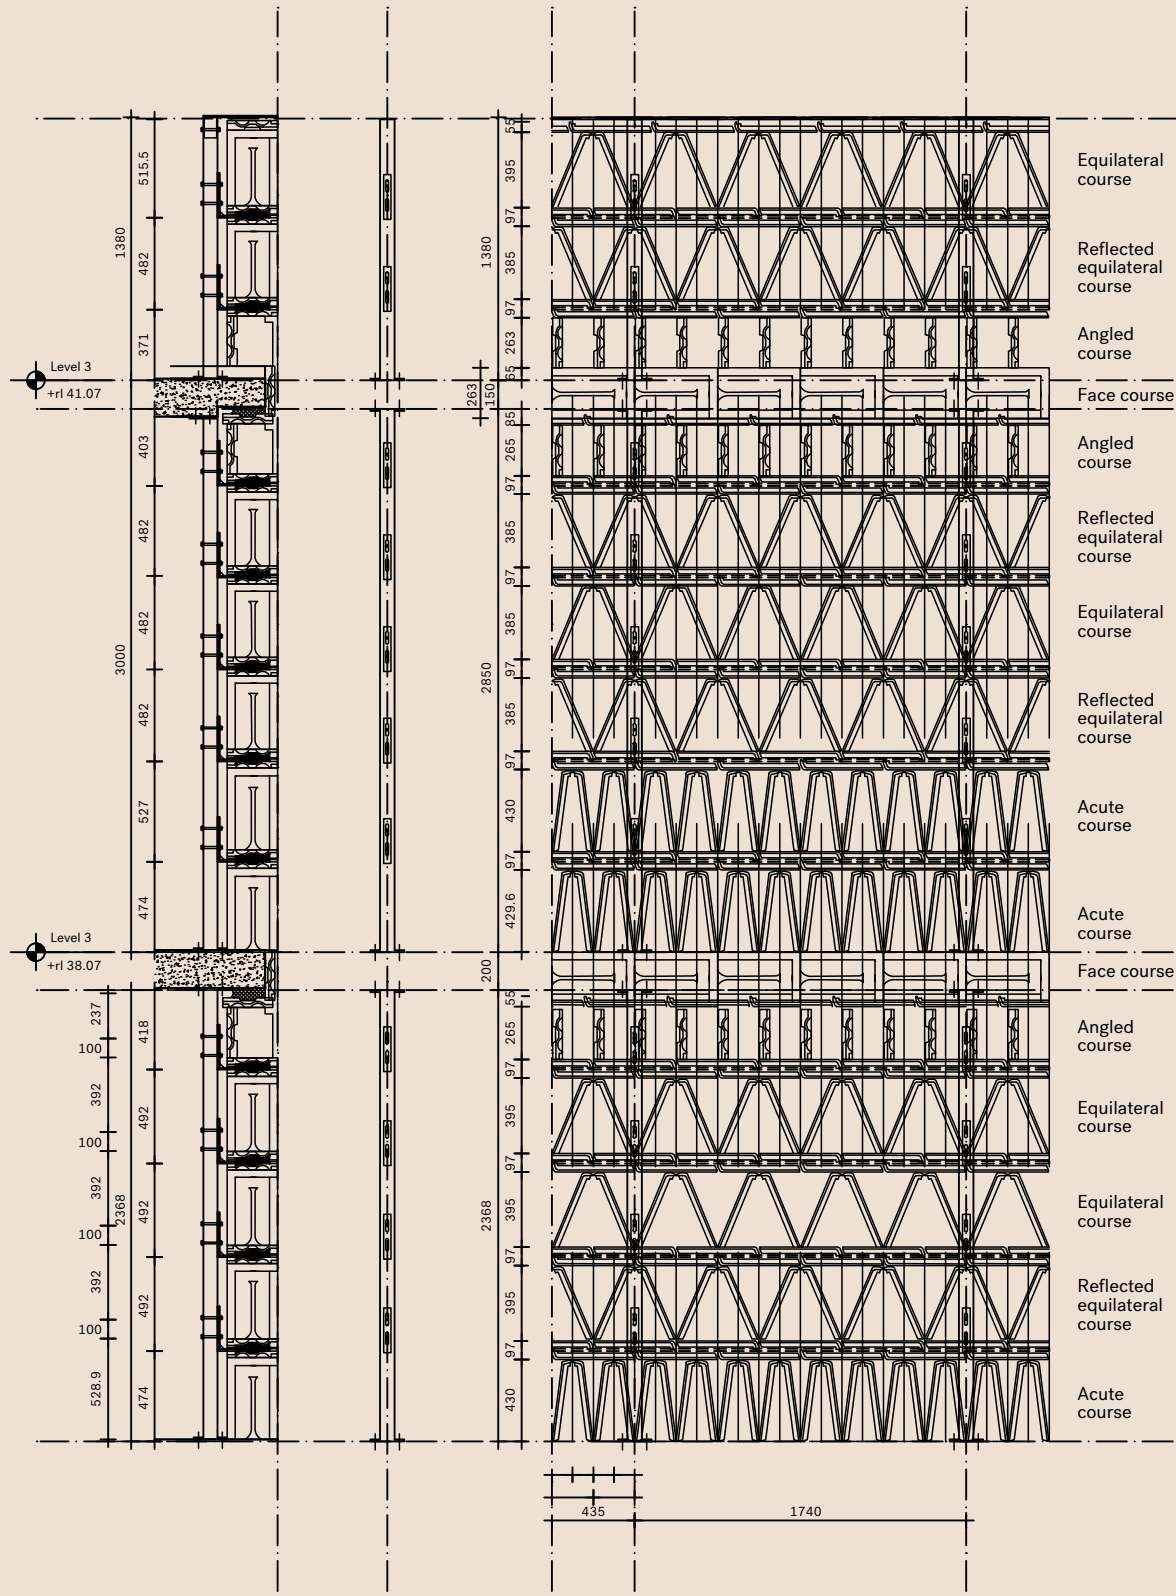 515.5
482
371
1380
Level 3
+rl 41.07
403
482
482
482
527
474
3000
Level 3
+rl 38.07
237
100
392
100
392
100
392
100
528.9
2368
418
492
492
492
474
1380
263
150
2850
200
2368
55
395
97
385
97
263
65
85
265
97
385
97
385
97
385
97
430
97
429.6
55
265
97
395
97
395
97
395
97
430
435
1740
Equilateral
course
Reflected
equilateral
course
Angled
course
Face course
Angled
course
Reflected
equilateral
course
Equilateral
course
Reflected
equilateral
course
Acute
course
Acute
course
Face course
Angled
course
Equilateral
course
Equilateral
course
Reflected
equilateral
course
Acute
course